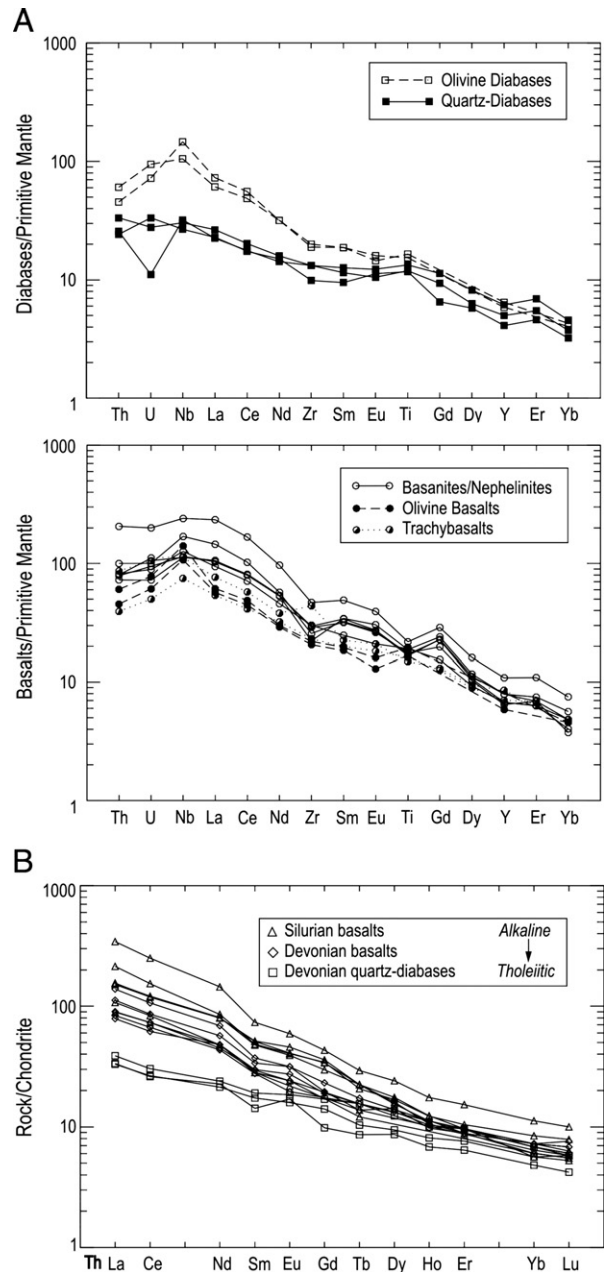 A
1000
Olivine Diabases
Quartz-Diabases
100
10
1
Diabases/Primitive Mantle
Th U Nb La Ce Nd Zr Sm Eu Ti Gd Dy Y Er Yb
1000
Basanites/Nephelinites
Olivine Basalts
Trachybasalts
100
10
1
Basalts/Primitive Mantle
Th U Nb La Ce Nd Zr Sm Eu Ti Gd Dy Y Er Yb
B
1000
Silurian basalts Alkaline
Devonian basalts
Devonian quartz-diabases Tholeiitic
100
10
1
Rock/Chondrite
Th La Ce Nd Sm Eu Gd Tb Dy Ho Er Yb Lu